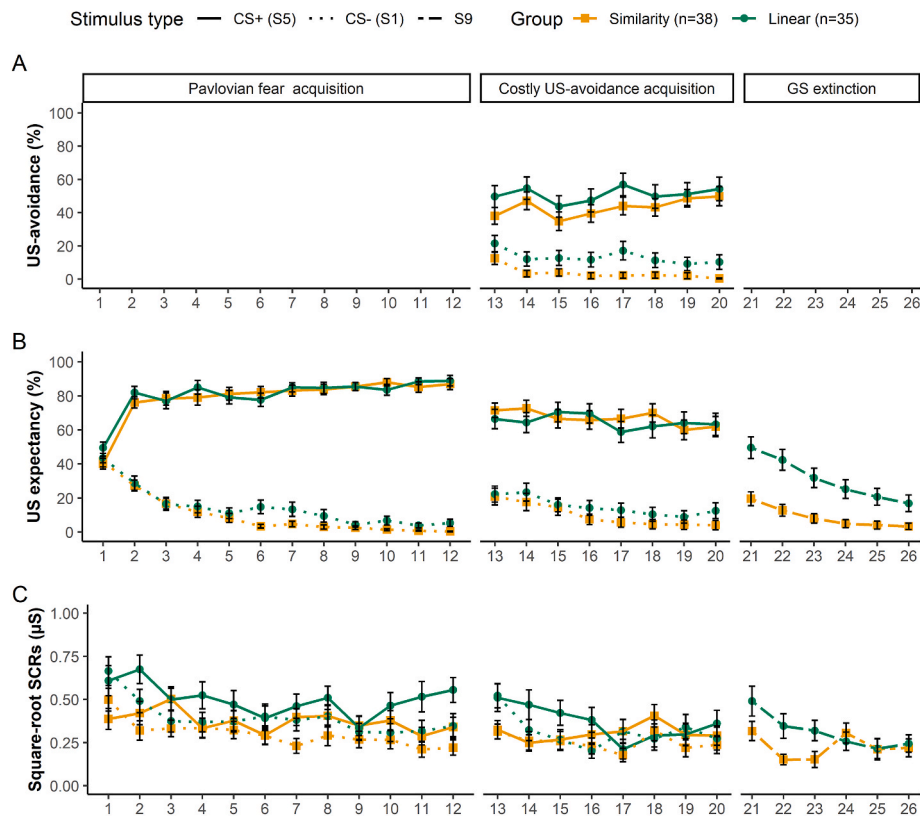 Stimulus type CS+ (S5) CS- (S1) S9 Group Similarity (n=38) Linear (n=35)
A
Pavlovian fear acquisition Costly US-avoidance acquisition GS extinction
US-avoidance (%)
100
80
60
40
20
0
1 2 3 4 5 6 7 8 9 10 11 12 13 14 15 16 17 18 19 20 21 22 23 24 25 26
B
US expectancy (%)
100
80
60
40
20
0
1 2 3 4 5 6 7 8 9 10 11 12 13 14 15 16 17 18 19 20 21 22 23 24 25 26
C
Square-root SCRs (µS)
1.00
0.75
0.50
0.25
0.00
1 2 3 4 5 6 7 8 9 10 11 12 13 14 15 16 17 18 19 20 21 22 23 24 25 26